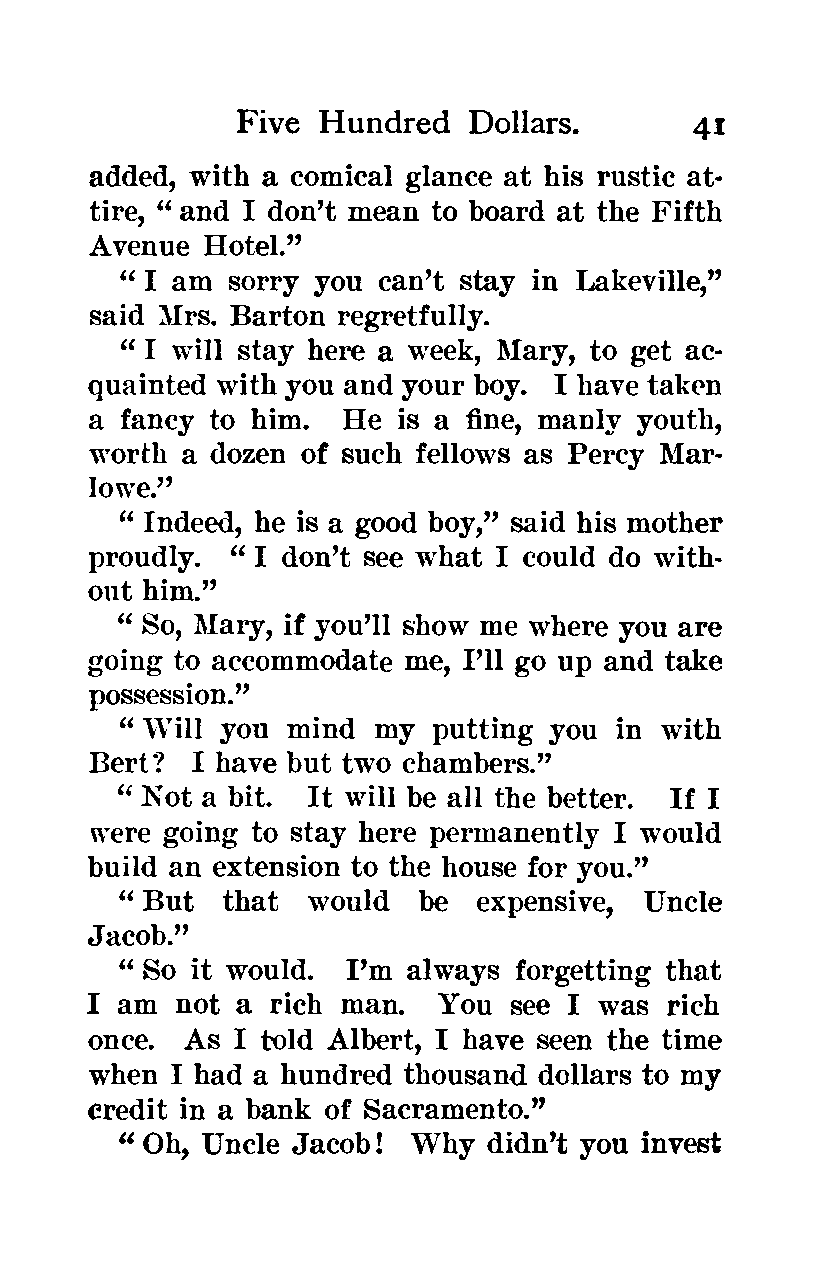 Five Hundred Dollars. 41
added, with a comical glance at his rustic at-
tire, “ and I don’t mean to board at the Fifth
Avenue Hotel.”
“ I am sorry you can’t stay in Lakeville,”
said Mrs. Barton regretfully.
“ I will stay here a week, Mary, to get ac-
quainted with you and your boy. I have taken
a fancy to him. He is a fine, manly youth,
worth a dozen of such fellows as Percy Mar-
lowe.”
“ Indeed, he is a good boy,” said his mother
proudly. “ I don’t see what I could do with-
out him.”
“ So, Mary, if you’ll show me where you are
going to accommodate me, I’ll go up and take
possession.”
“ Will you mind my putting you in with
Bert? I have but two chambers.”
“ Not a bit. It will be all the better. If I
were going to stay here permanently I would
build an extension to the house for you.”
“ But that would be expensive, Uncle
Jacob.”
“ So it would. I’m always forgetting that
I am not a rich man. You see I was rich
once. As I told Albert, I have seen the time
when I had a hundred thousand dollars to my
credit in a bank of Sacramento.”
“ Oh, Uncle Jacob! Why didn’t you invest